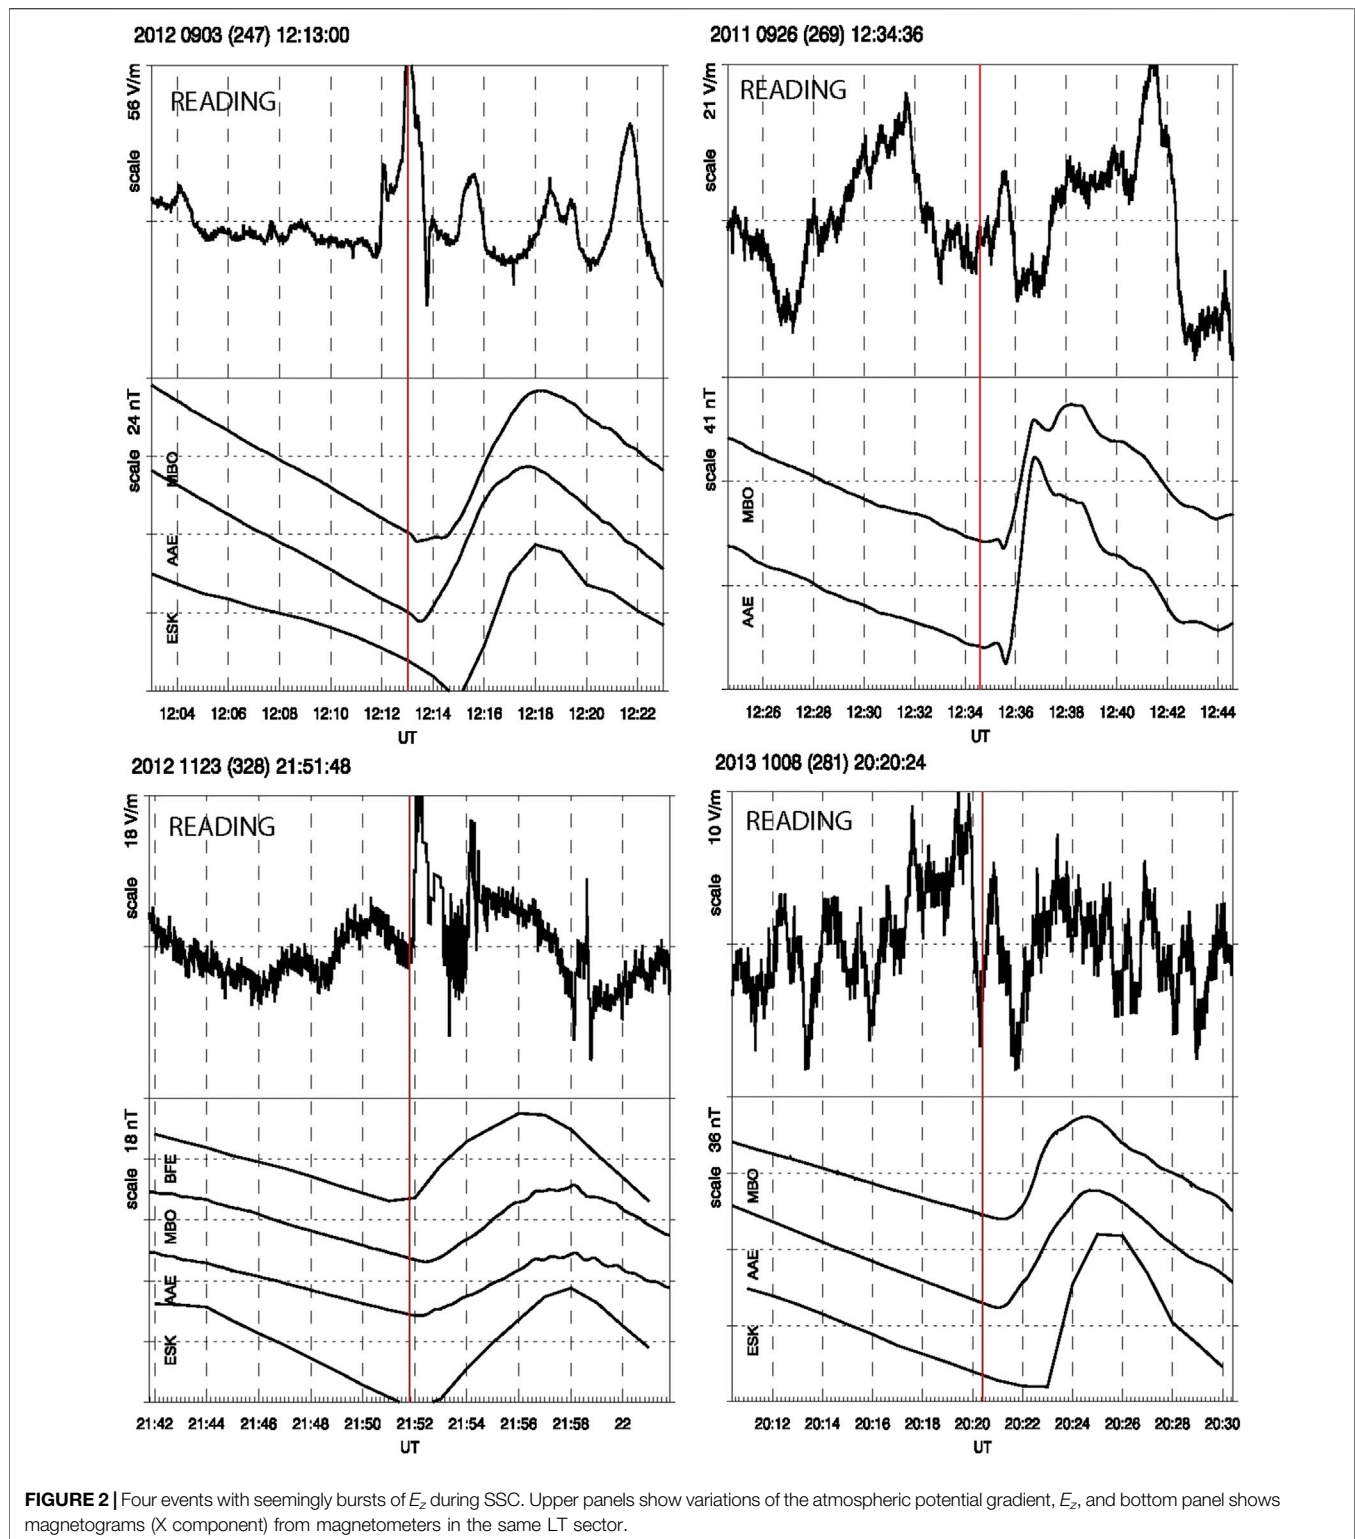 2012 0903 (247) 12:13:00
scale 56 V/m
READING
scale 24 nT
MBO
AAE
ESK
12:04 12:06 12:08 12:10 12:12 12:14 12:16 12:18 12:20 12:22
UT
2011 0926 (269) 12:34:36
scale 21 V/m
READING
scale 41 nT
MBO
AAE
12:26 12:28 12:30 12:32 12:34 12:36 12:38 12:40 12:42 12:44
UT
2012 1123 (328) 21:51:48
scale 18 V/m
READING
scale 18 nT
BFE
MBO
AAE
ESK
21:42 21:44 21:46 21:48 21:50 21:52 21:54 21:56 21:58 22
UT
2013 1008 (281) 20:20:24
scale 10 V/m
READING
scale 36 nT
MBO
AAE
ESK
20:12 20:14 20:16 20:18 20:20 20:22 20:24 20:26 20:28 20:30
UT
FIGURE 2 | Four events with seemingly bursts of Ez during SSC. Upper panels show variations of the atmospheric potential gradient, Ez, and bottom panel shows
magnetograms (X component) from magnetometers in the same LT sector.